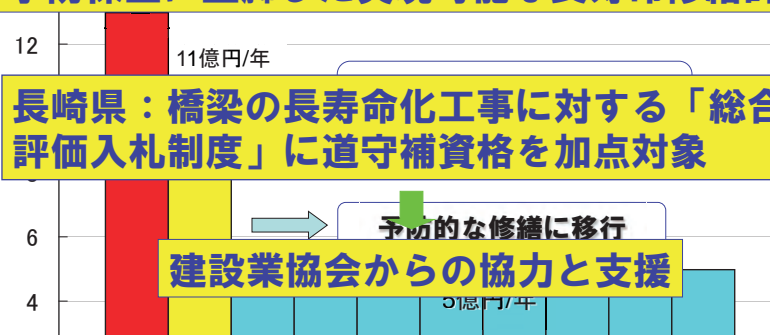 12
11億円/年
長崎県：橋梁の長寿命化工事に対する「総合
評価入札制度」に道守補資格を加点対象
6
予防的な修繕に移行
建設業協会からの協力と支援
4
5億円/年